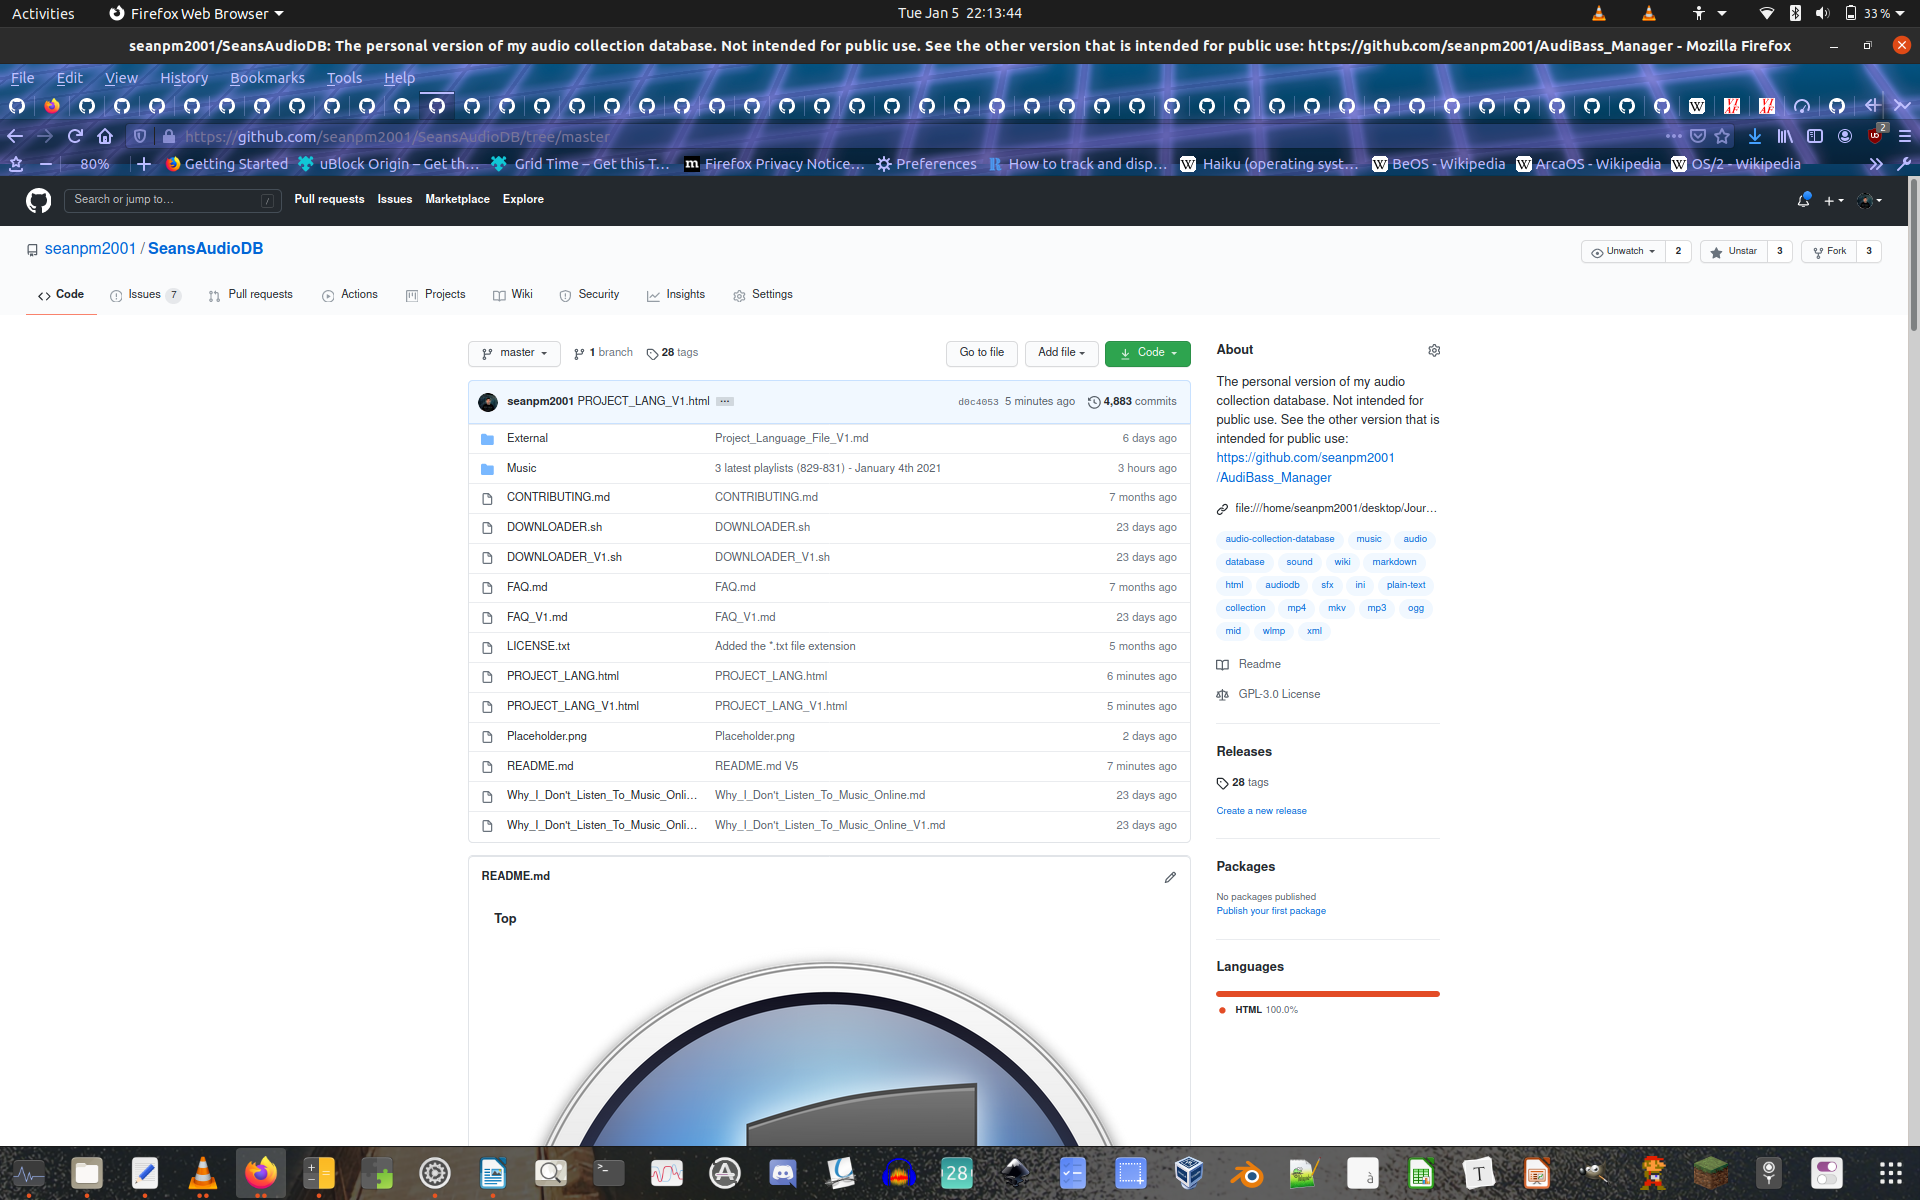 Activities
Firefox Web Browser
Tue Jan 5 22:13:44
33 %
seanpm2001/SeansAudioDB: The personal version of my audio collection database. Not intended for public use. See the other version that is intended for public use: https://github.com/seanpm2001/AudiBass_Manager - Mozilla Firefox
File Edit View History Bookmarks Tools Help
https://github.com/seanpm2001/SeansAudioDB/tree/master
2
80%
Getting Started
uBlock Origin – Get th…
Grid Time – Get this T…
Firefox Privacy Notice…
Preferences
How to track and disp…
Haiku (operating syst…
BeOS - Wikipedia
ArcaOS - Wikipedia
OS/2 - Wikipedia
Search or jump to…
/
Pull requests Issues Marketplace Explore
seanpm2001 / SeansAudioDB
Unwatch 2
Unstar 3
Fork 3
Code
Issues 7
Pull requests
Actions
Projects
Wiki
Security
Insights
Settings
master
1 branch
28 tags
Go to file
Add file
Code
seanpm2001 PROJECT_LANG_V1.html ... d0c4053 5 minutes ago 4,883 commits
External Project_Language_File_V1.md 6 days ago
Music 3 latest playlists (829-831) - January 4th 2021 3 hours ago
CONTRIBUTING.md CONTRIBUTING.md 7 months ago
DOWNLOADER.sh DOWNLOADER.sh 23 days ago
DOWNLOADER_V1.sh DOWNLOADER_V1.sh 23 days ago
FAQ.md FAQ.md 7 months ago
FAQ_V1.md FAQ_V1.md 23 days ago
LICENSE.txt Added the *.txt file extension 5 months ago
PROJECT_LANG.html PROJECT_LANG.html 6 minutes ago
PROJECT_LANG_V1.html PROJECT_LANG_V1.html 5 minutes ago
Placeholder.png Placeholder.png 2 days ago
README.md README.md V5 7 minutes ago
Why_I_Don't_Listen_To_Music_Onli… Why_I_Don't_Listen_To_Music_Online.md 23 days ago
Why_I_Don't_Listen_To_Music_Onli… Why_I_Don't_Listen_To_Music_Online_V1.md 23 days ago
README.md
Top
About
The personal version of my audio
collection database. Not intended for
public use. See the other version that is
intended for public use:
https://github.com/seanpm2001
/AudiBass_Manager
file:///home/seanpm2001/desktop/Jour…
audio-collection-database music audio
database sound wiki markdown
html audiodb sfx ini plain-text
collection mp4 mkv mp3 ogg
mid wlmp xml
Readme
GPL-3.0 License
Releases
28 tags
Create a new release
Packages
No packages published
Publish your first package
Languages
HTML 100.0%
28